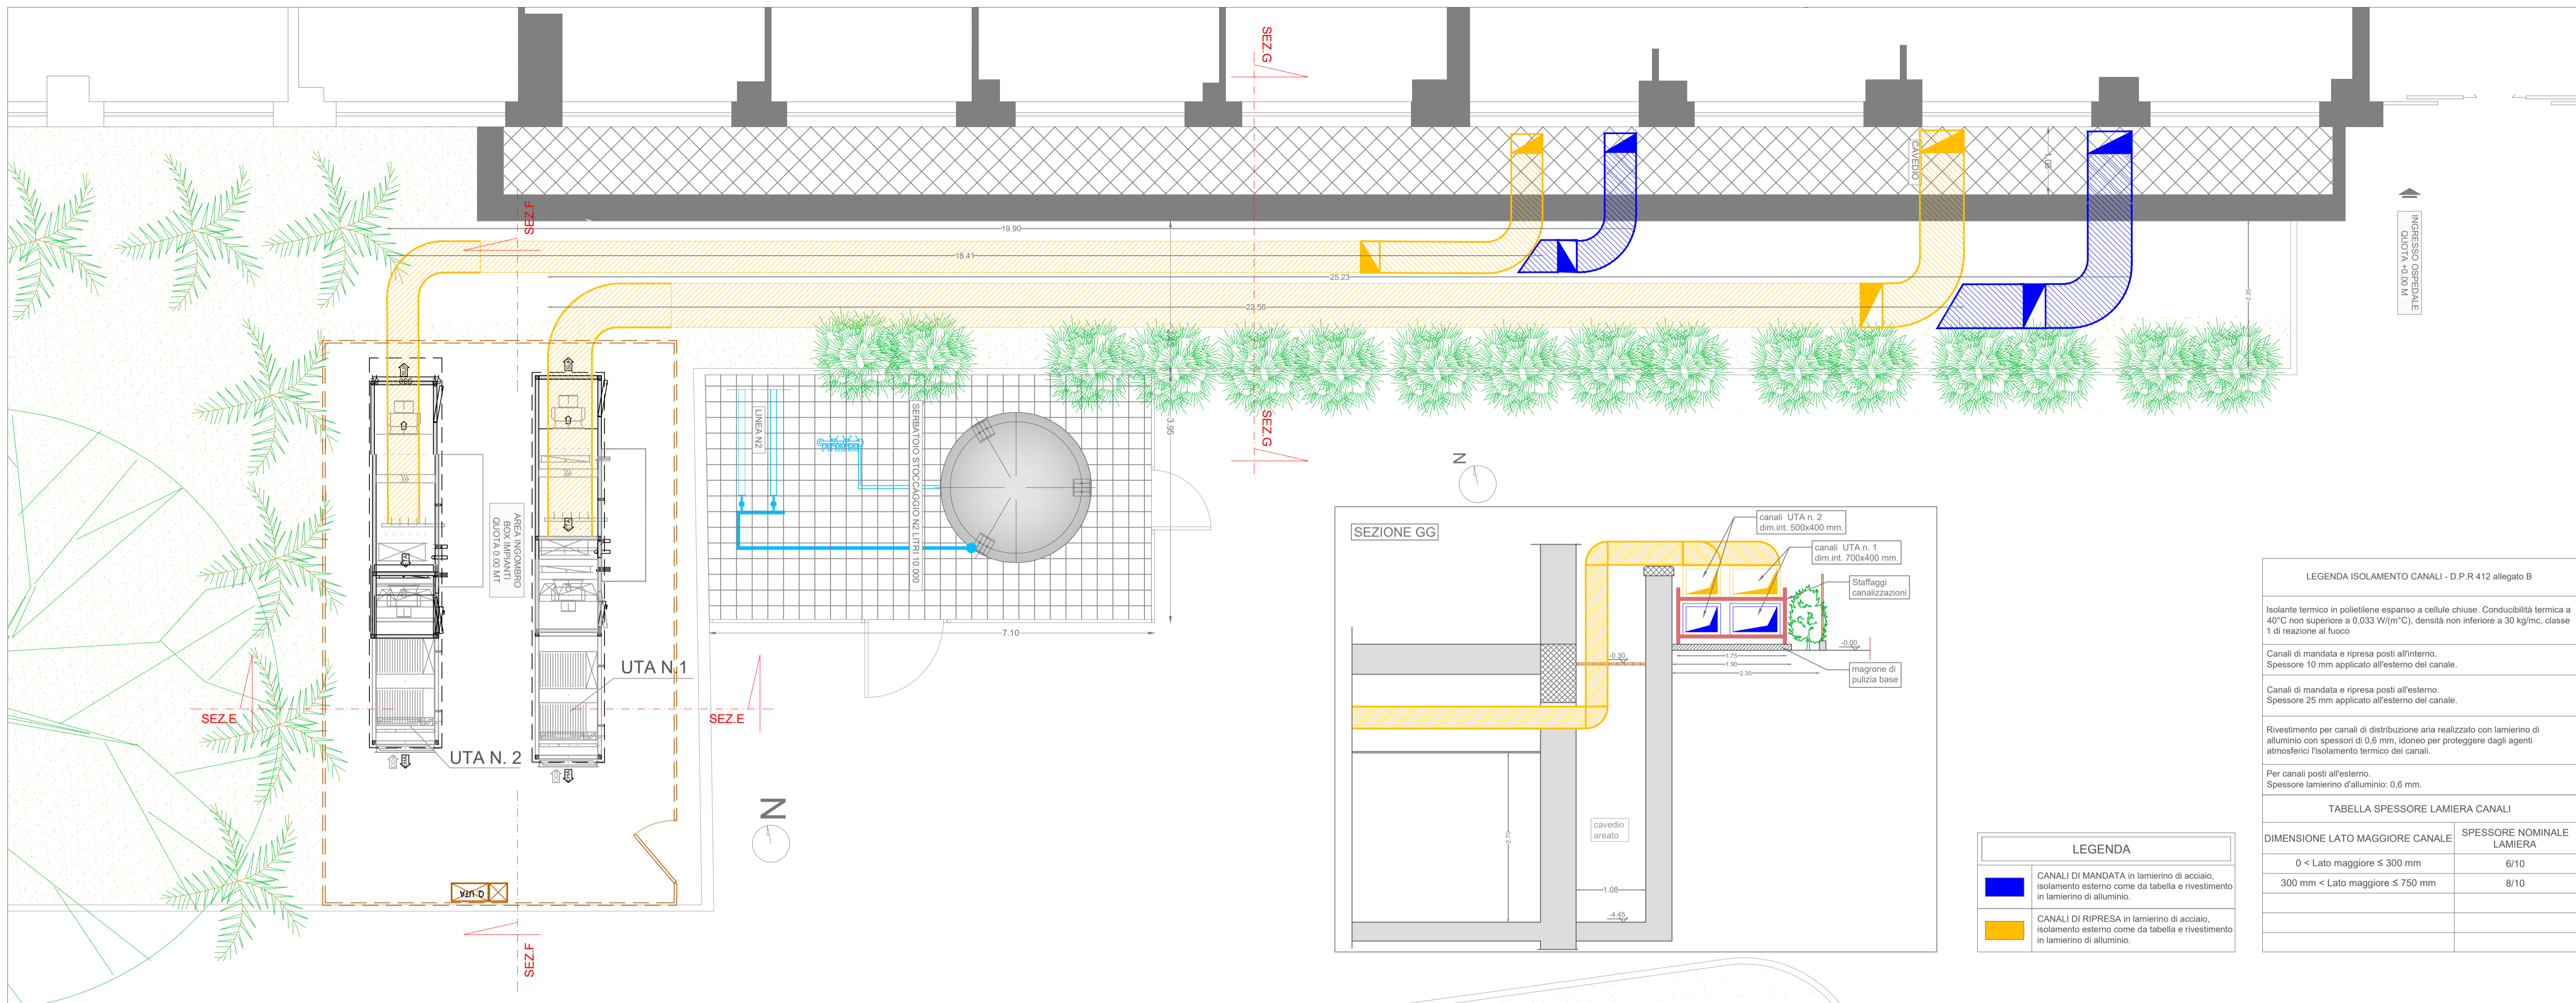 SEZ.G
CAVEDIO
1.08
SEZ.F
19.90
18.41
25.23
22.56
2.35
INGRESSO OSPEDALE
QUOTA +0.00 M
3.95
SEZ.G
LINEA N2
SERBATOIO STOCCAGGIO N2 LITRI 10.000
7.10
AREA INGOMBRO
BOX IMPIANTI
QUOTA 0.00 MT
UTA N.1
UTA N. 2
SEZ.E
SEZ.E
N
N
Q UTA
SEZ.F
SEZIONE GG
canali UTA n. 2
dim.int. 500x400 mm.
canali UTA n. 1
dim.int. 700x400 mm.
Staffaggi
canalizzazioni
-0.30
-0.00
1.75
1.90
2.35
magrone di
pulizia base
2.70
cavedio
areato
1.08
-4.45
LEGENDA
CANALI DI MANDATA in lamierino di acciaio,
isolamento esterno come da tabella e rivestimento
in lamierino di alluminio.
CANALI DI RIPRESA in lamierino di acciaio,
isolamento esterno come da tabella e rivestimento
in lamierino di alluminio.
LEGENDA ISOLAMENTO CANALI - D.P.R 412 allegato B
Isolante termico in polietilene espanso a cellule chiuse. Conducibilità termica a
40°C non superiore a 0,033 W/(m°C), densità non inferiore a 30 kg/mc, classe
1 di reazione al fuoco
Canali di mandata e ripresa posti all'interno.
Spessore 10 mm applicato all'esterno del canale.
Canali di mandata e ripresa posti all'esterno.
Spessore 25 mm applicato all'esterno del canale.
Rivestimento per canali di distribuzione aria realizzato con lamierino di
alluminio con spessori di 0,6 mm, idoneo per proteggere dagli agenti
atmosferici l'isolamento termico dei canali.
Per canali posti all'esterno.
Spessore lamierino d'alluminio: 0,6 mm.
TABELLA SPESSORE LAMIERA CANALI
DIMENSIONE LATO MAGGIORE CANALE
SPESSORE NOMINALE
LAMIERA
0 < Lato maggiore ≤ 300 mm
6/10
300 mm < Lato maggiore ≤ 750 mm
8/10